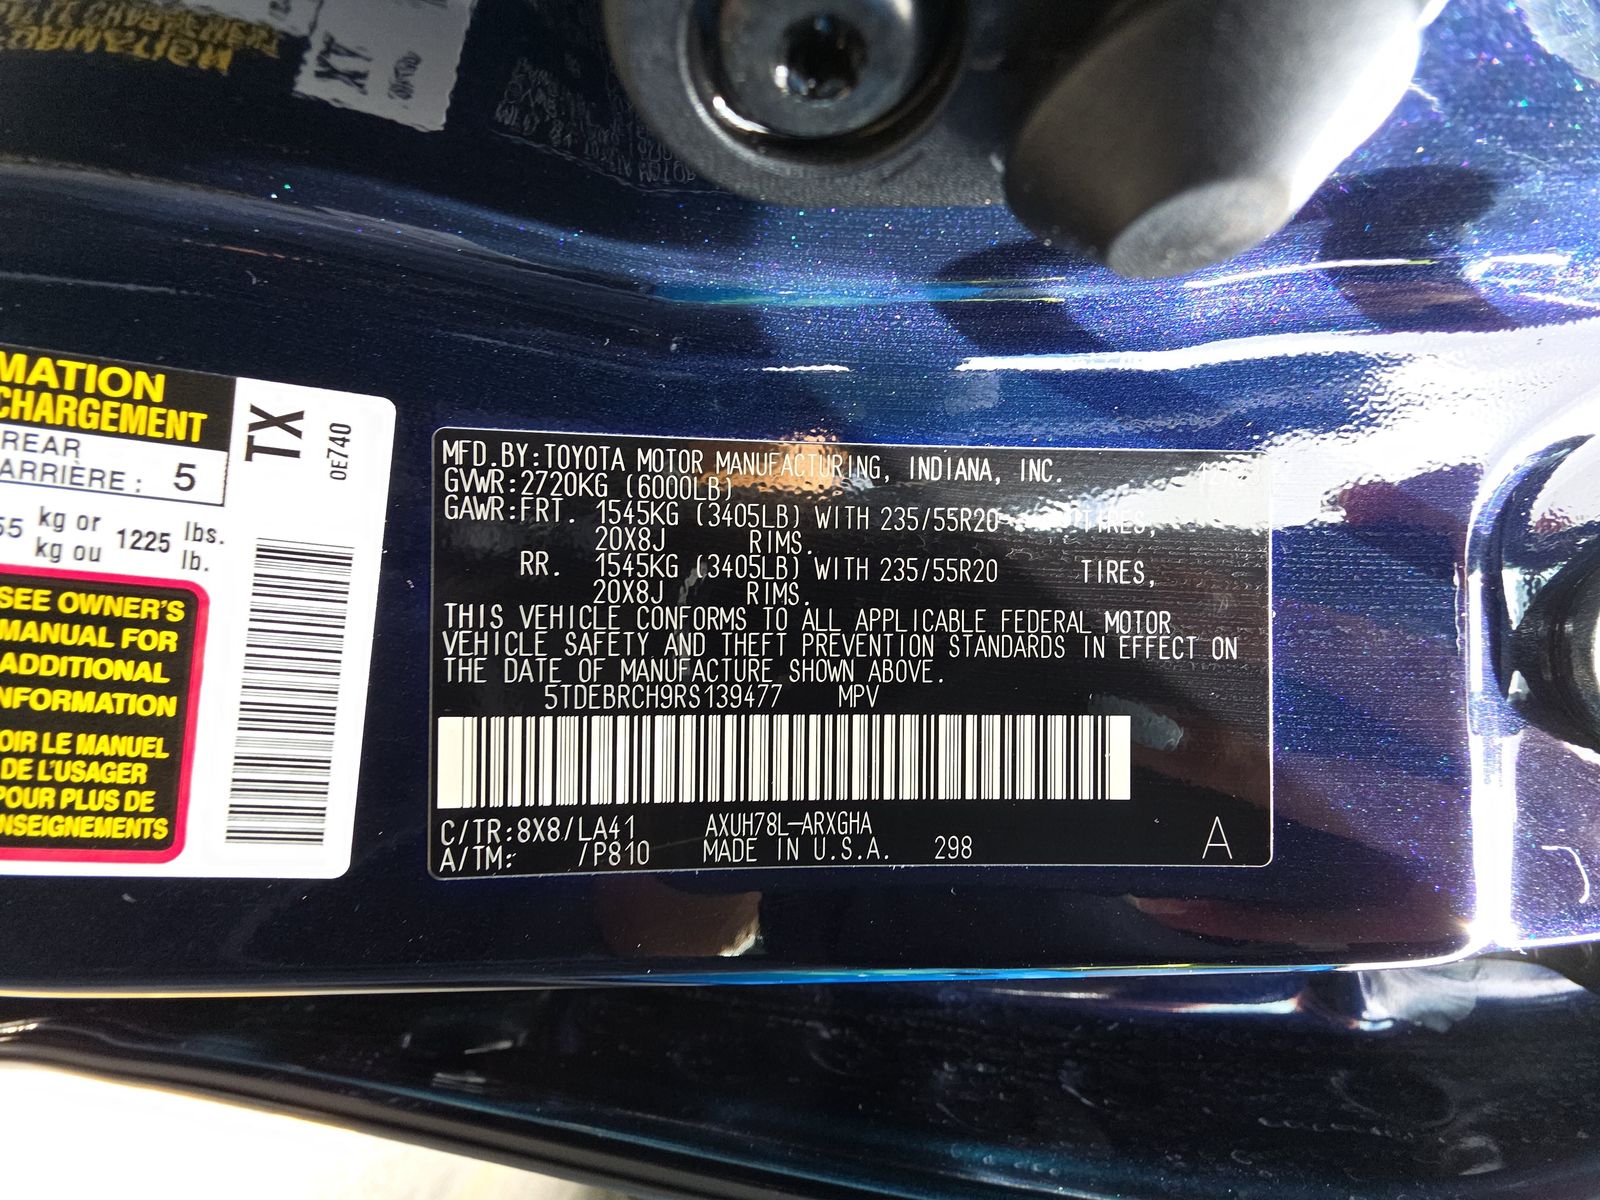 MATION
CHARGEMENT
REAR
ARRIÈRE : 5
kg or 1225 lbs.
kg ou lb.
TX
0E740
SEE OWNER'S
MANUAL FOR
ADDITIONAL
NFORMATION
OIR LE MANUEL
DE L'USAGER
POUR PLUS DE
NSEIGNEMENTS
MFD.BY:TOYOTA MOTOR MANUFACTURING, INDIANA, INC.
GVWR:2720KG (6000LB)
GAWR:FRT. 1545KG (3405LB) WITH 235/55R20 TIRES,
20X8J RIMS.
RR. 1545KG (3405LB) WITH 235/55R20 TIRES,
20X8J RIMS.
THIS VEHICLE CONFORMS TO ALL APPLICABLE FEDERAL MOTOR
VEHICLE SAFETY AND THEFT PREVENTION STANDARDS IN EFFECT ON
THE DATE OF MANUFACTURE SHOWN ABOVE.
5TDEBRCH9RS139477 MPV
C/TR:8X8/LA41 AXUH78L-ARXGHA
A/TM: /P810 MADE IN U.S.A. 298 A